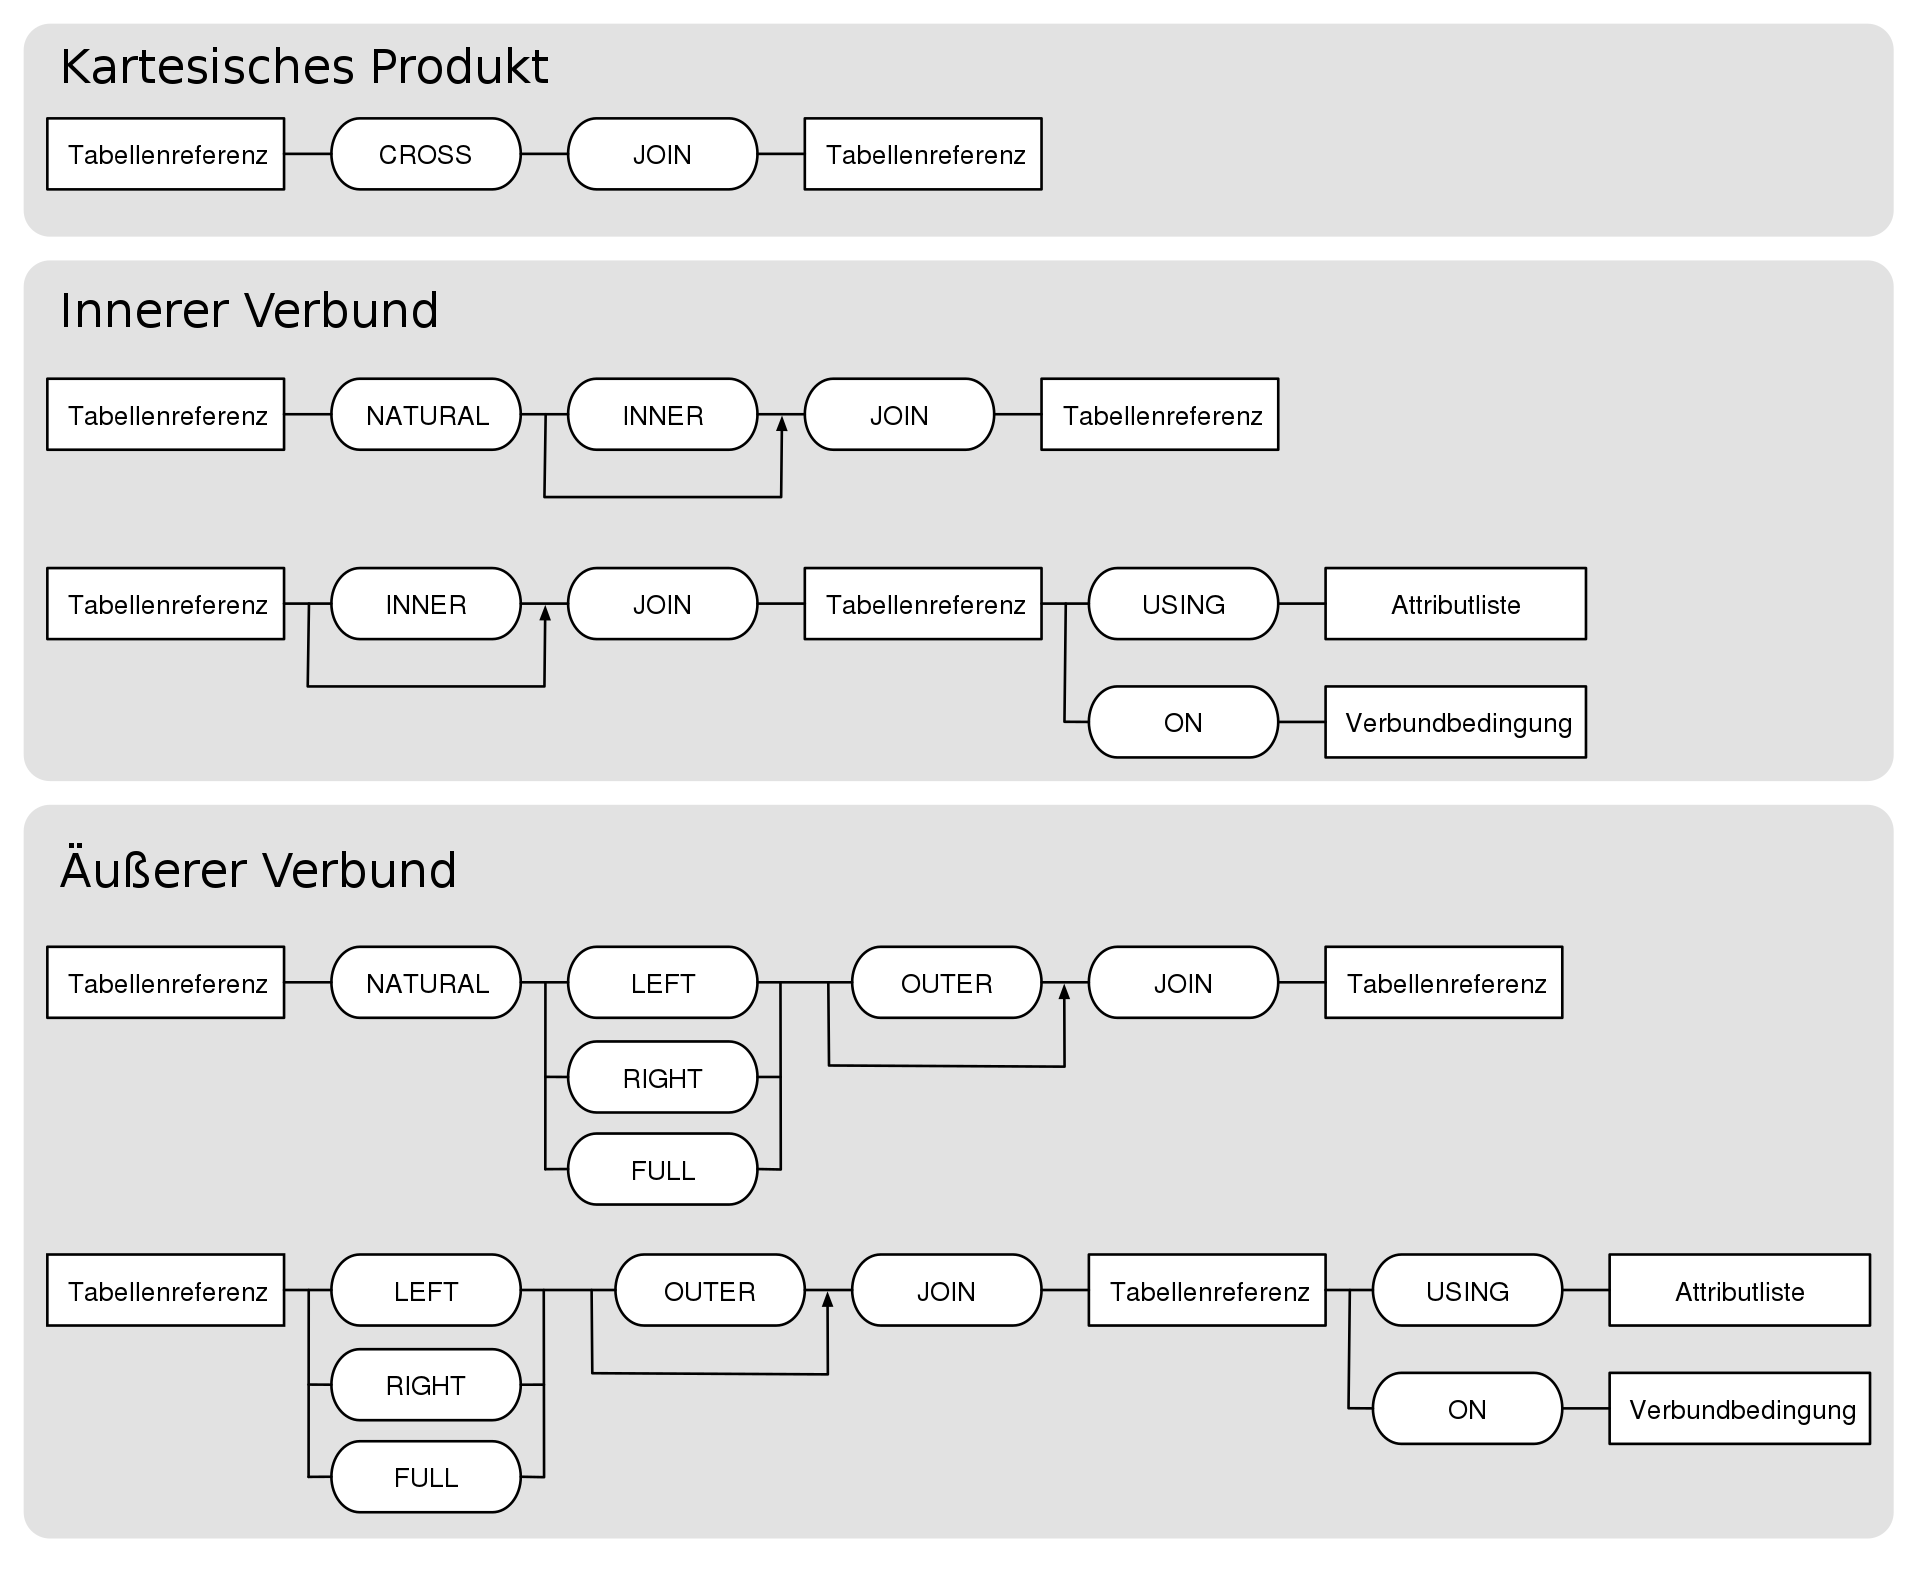 Kartesisches Produkt
Tabellenreferenz CROSS JOIN Tabellenreferenz
Innerer Verbund
Tabellenreferenz NATURAL INNER JOIN Tabellenreferenz
Tabellenreferenz INNER JOIN Tabellenreferenz USING Attributliste
ON Verbundbedingung
Äußerer Verbund
Tabellenreferenz NATURAL LEFT OUTER JOIN Tabellenreferenz
RIGHT
FULL
Tabellenreferenz LEFT OUTER JOIN Tabellenreferenz USING Attributliste
RIGHT ON Verbundbedingung
FULL